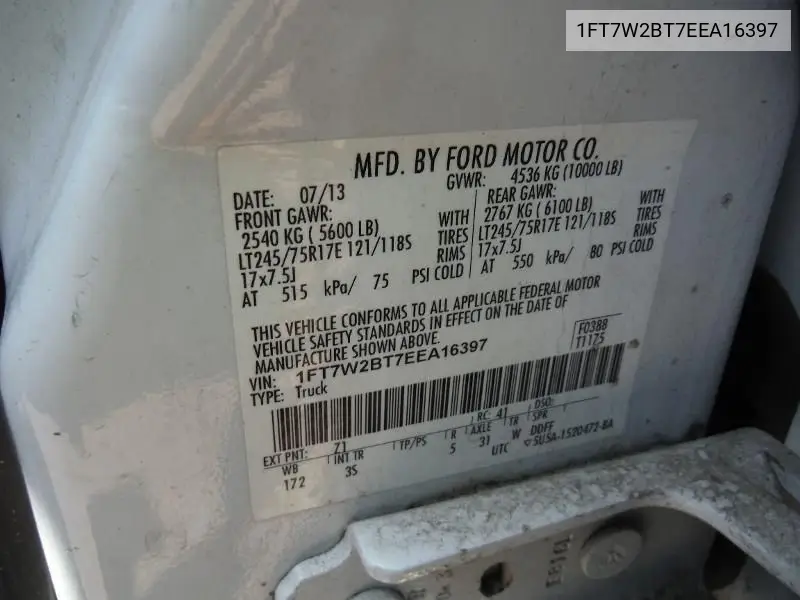 1FT7W2BT7EEA16397
MFD. BY FORD MOTOR CO.
DATE: 07/13 GVWR: 4536 KG (10000 LB)
FRONT GAWR: REAR GAWR:
2540 KG ( 5600 LB) WITH 2767 KG ( 6100 LB) WITH
LT245/75R17E 121/118S TIRES LT245/75R17E 121/118S TIRES
17x7.5J RIMS 17x7.5J RIMS
AT 515 kPa/ 75 PSI COLD AT 550 kPa/ 80 PSI COLD
THIS VEHICLE CONFORMS TO ALL APPLICABLE FEDERAL MOTOR
VEHICLE SAFETY STANDARDS IN EFFECT ON THE DATE OF
MANUFACTURE SHOWN ABOVE.
VIN: 1FT7W2BT7EEA16397
TYPE: Truck
F0388
T1175
RC: 41 DSO:
EXT PNT: Z1
WB INT TR TP/PS R AXLE TR SPR
172 3S 5 31 W DDFF
UTC